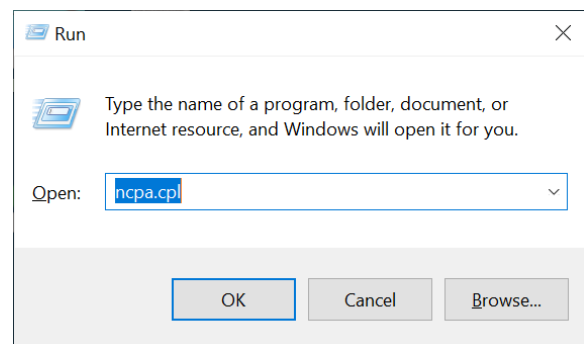 Run
Type the name of a program, folder, document, or
Internet resource, and Windows will open it for you.
Open: ncpa.cpl
OK Cancel Browse...